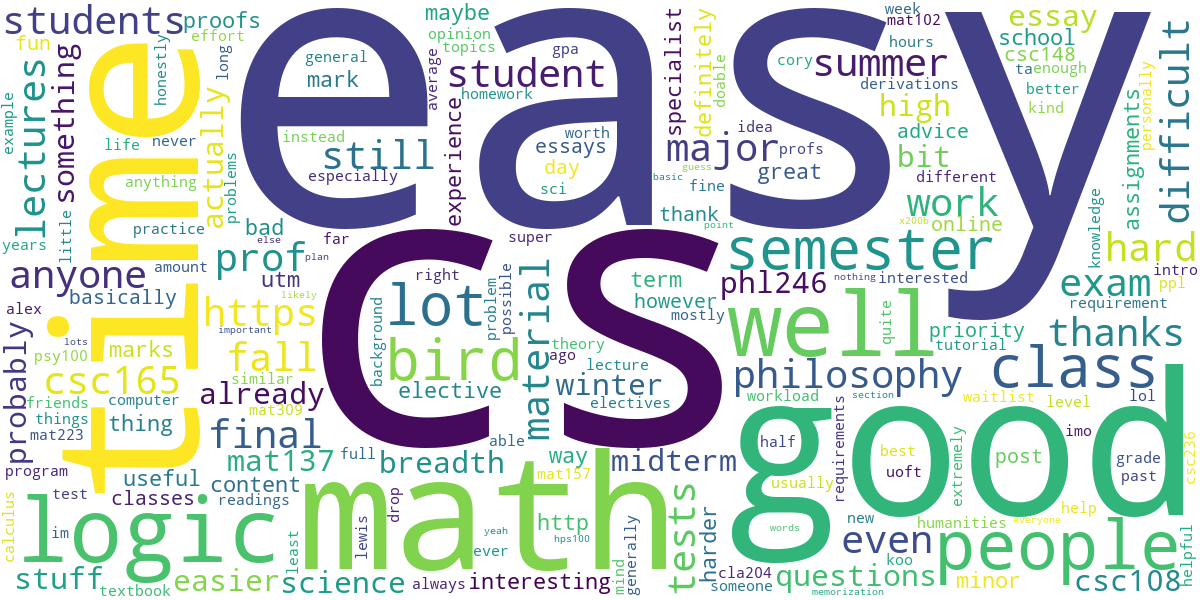 easy
cs
time
good
math
logic
people
well
class
semester
lot
bird
students
student
summer
major
still
work
high
hard
difficult
exam
thanks
philosophy
phl246
prof
anyone
https
fall
csc165
already
final
mat137
breadth
material
winter
midterm
even
csc108
questions
tests
harder
science
interesting
easier
stuff
content
useful
probably
lectures
something
actually
proofs
fun
effort
long
honestly
general
mark
maybe
opinion
topics
gpa
average
homework
experience
specialist
definitely
week
mat102
hours
cory
derivations
essay
school
csc148
ta
enough
better
kind
advice
bit
different
online
assignments
personally
knowledge
intro
ppl
requirement
interested
nothing
x200b
point
basic
guess
idea
profs
great
fine
thank
worth
essays
day
sci
instead
especially
problems
life
never
example
anything
practice
little
years
bad
else
plan
far
super
utm
amount
basically
alex
right
likely
important
background
problem
possible
term
however
mostly
theory
ago
lecture
elective
electives
able
similar
mat309
marks
lots
psy100
friends
computer
things
thing
mat223
program
classes
readings
full
way
mat157
drop
lewis
test
im
calculus
textbook
least
always
ever
yeah
hps100
http
mind
generally
someone
cla204
koo
memorization
words
new
usually
half
workload
section
requirements
uoft
best
waitlist
level
lol
imo
priority
tutorial
quite
post
extremely
grade
past
csc236
help
humanities
everyone
minor
helpful